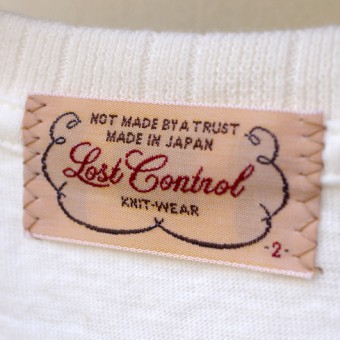 NOT MADE BY A TRUST
MADE IN JAPAN
Lost Control
KNIT-WEAR
-2-